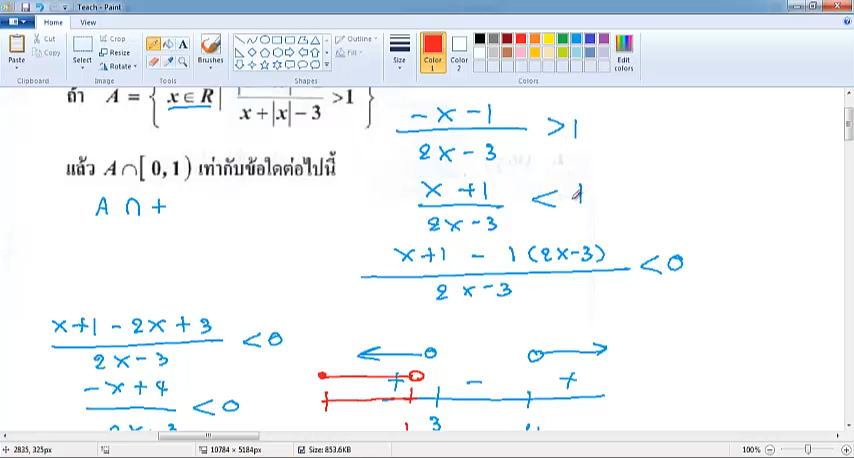 Teach - Paint
Home View
Paste
Cut
Copy
Clipboard
Select
Crop
Resize
Rotate
Image
Tools
Brushes
Shapes
Outline
Fill
Size
Color 1
Color 2
Edit colors
Colors
ถ้า A = { x ∈ R | x + |x| − 3 > 1 }
-x - 1 / 2x - 3 > 1
แล้ว A ∩ [ 0, 1 ) เท่ากับข้อใดต่อไปนี้
A ∩ +
x + 1 / 2x - 3 < 1
x+1 - 1(2x-3) / 2x-3 < 0
x+1 - 2x + 3 / 2x - 3 < 0
-x + 4 / < 0
+ - +
3
2835, 325px
10784 × 5184px
Size: 853.6KB
100%